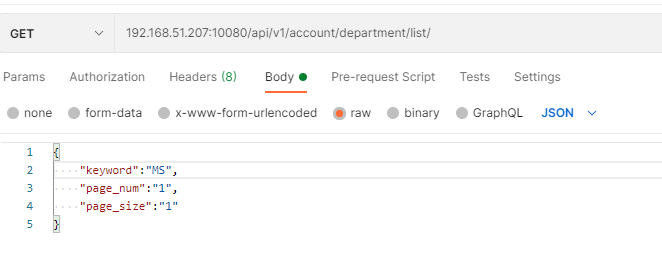 GET 192.168.51.207:10080/api/v1/account/department/list/
Params Authorization Headers (8) Body Pre-request Script Tests Settings
none form-data x-www-form-urlencoded raw binary GraphQL JSON
1 {
2 "keyword":"MS",
3 "page_num":"1",
4 "page_size":"1"
5 }